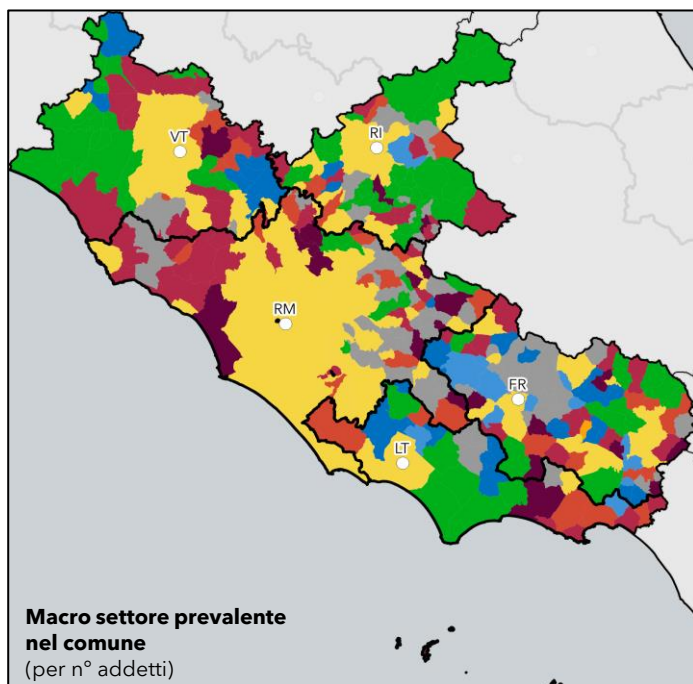 VT
RI
RM
FR
LT
Macro settore prevalente
nel comune
(per n° addetti)